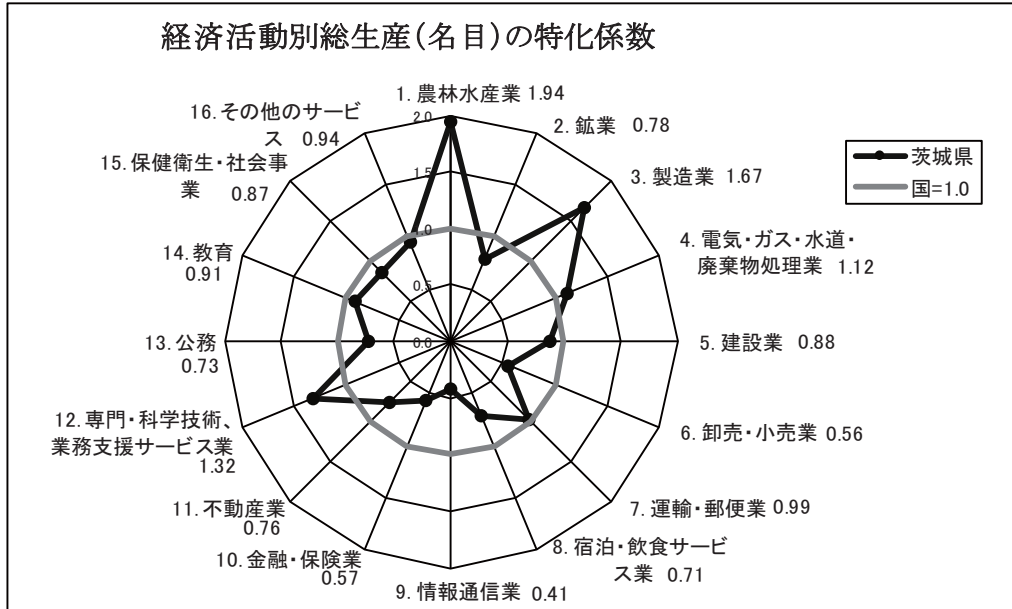 経済活動別総生産(名目)の特化係数
1. 農林水産業 1.94
2. 鉱業 0.78
3. 製造業 1.67
4. 電気・ガス・水道・
廃棄物処理業 1.12
5. 建設業 0.88
6. 卸売・小売業 0.56
7. 運輸・郵便業 0.99
8. 宿泊・飲食サービ
ス業 0.71
9. 情報通信業 0.41
10. 金融・保険業
0.57
11. 不動産業
0.76
12. 専門・科学技術、
業務支援サービス業
1.32
13. 公務
0.73
14. 教育
0.91
15. 保健衛生・社会事
業 0.87
16. その他のサービ
ス 0.94
2.0
1.5
1.0
0.5
0.0
茨城県
国=1.0